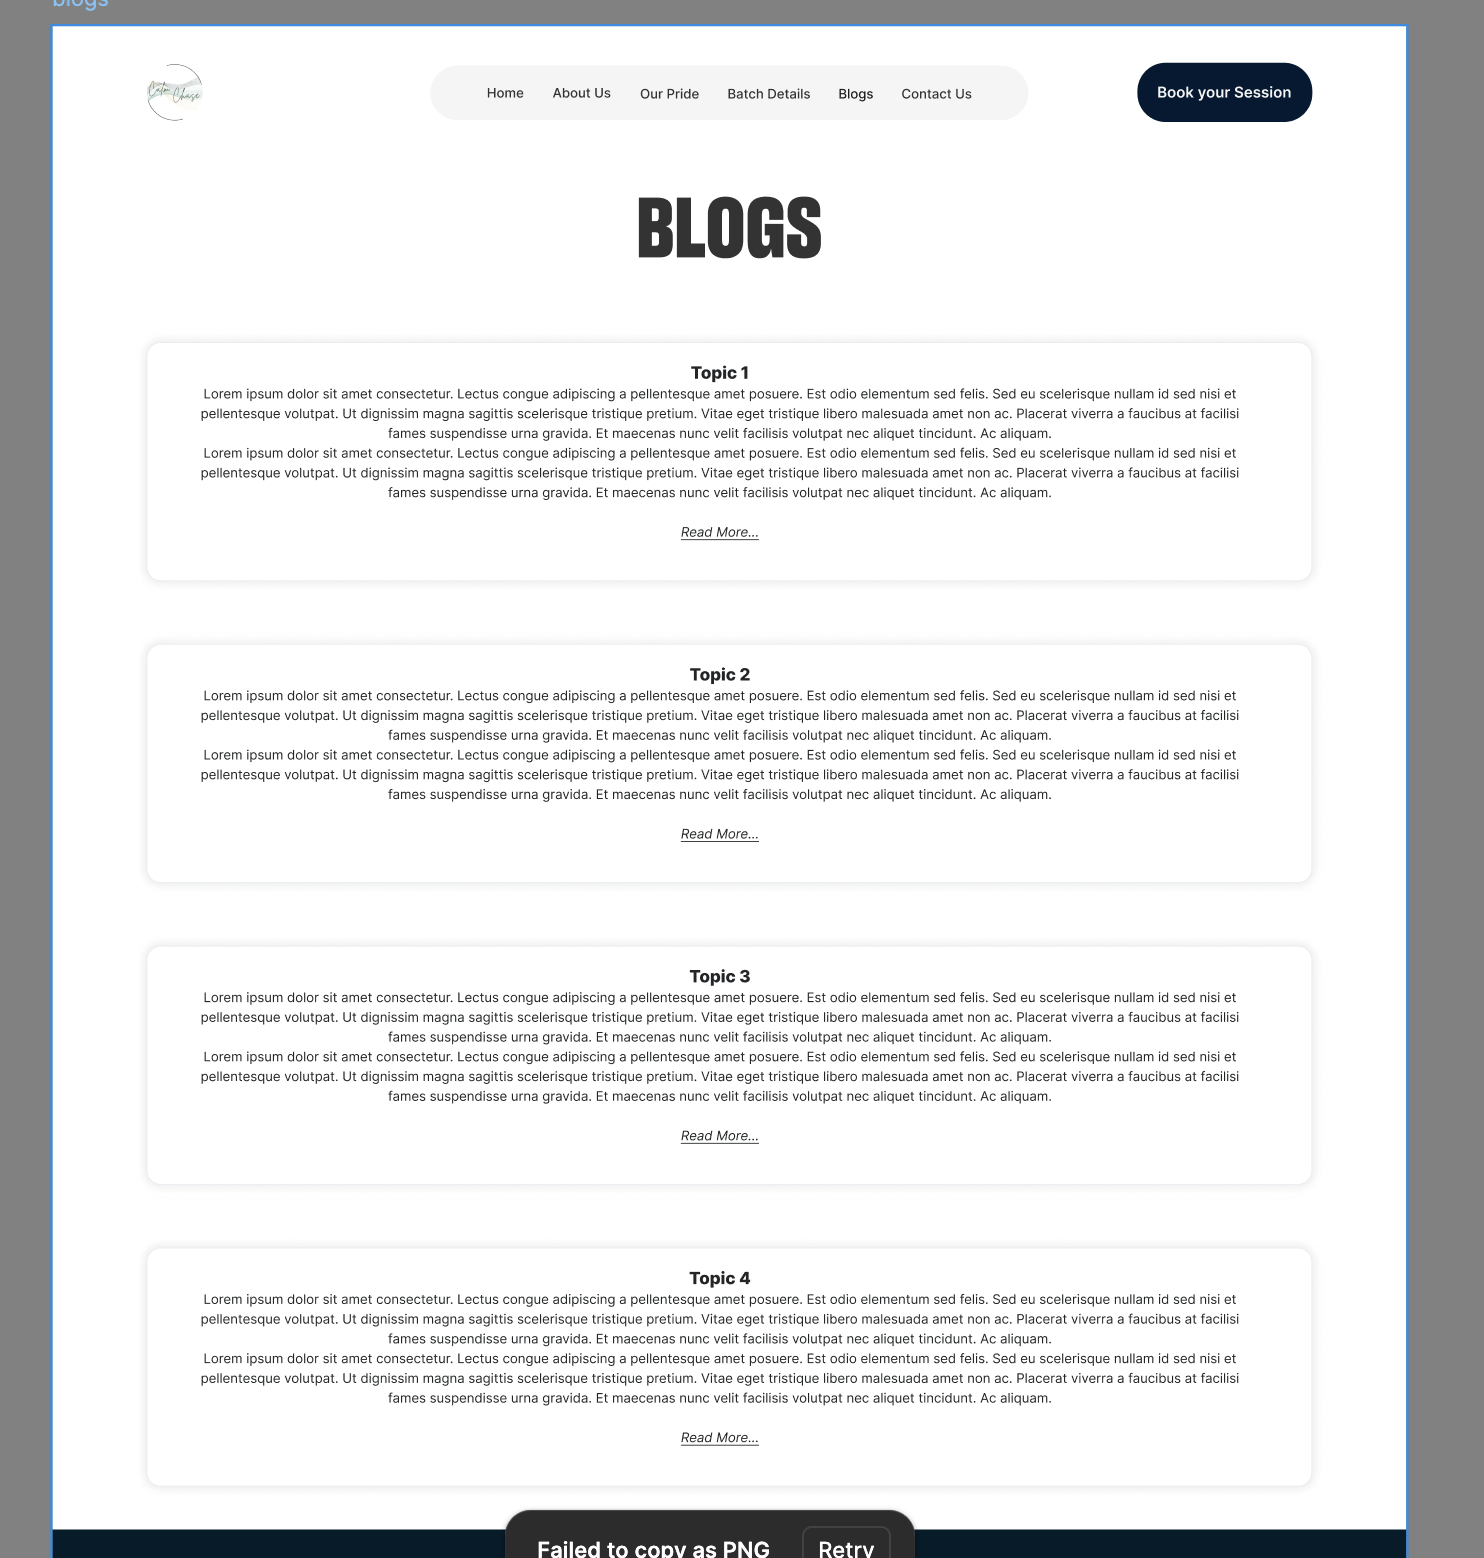 blogs
Calm Chase
Home About Us Our Pride Batch Details Blogs Contact Us
Book your Session
BLOGS
Topic 1
Lorem ipsum dolor sit amet consectetur. Lectus congue adipiscing a pellentesque amet posuere. Est odio elementum sed felis. Sed eu scelerisque nullam id sed nisi et
pellentesque volutpat. Ut dignissim magna sagittis scelerisque tristique pretium. Vitae eget tristique libero malesuada amet non ac. Placerat viverra a faucibus at facilisi
fames suspendisse urna gravida. Et maecenas nunc velit facilisis volutpat nec aliquet tincidunt. Ac aliquam.
Lorem ipsum dolor sit amet consectetur. Lectus congue adipiscing a pellentesque amet posuere. Est odio elementum sed felis. Sed eu scelerisque nullam id sed nisi et
pellentesque volutpat. Ut dignissim magna sagittis scelerisque tristique pretium. Vitae eget tristique libero malesuada amet non ac. Placerat viverra a faucibus at facilisi
fames suspendisse urna gravida. Et maecenas nunc velit facilisis volutpat nec aliquet tincidunt. Ac aliquam.
Read More...
Topic 2
Lorem ipsum dolor sit amet consectetur. Lectus congue adipiscing a pellentesque amet posuere. Est odio elementum sed felis. Sed eu scelerisque nullam id sed nisi et
pellentesque volutpat. Ut dignissim magna sagittis scelerisque tristique pretium. Vitae eget tristique libero malesuada amet non ac. Placerat viverra a faucibus at facilisi
fames suspendisse urna gravida. Et maecenas nunc velit facilisis volutpat nec aliquet tincidunt. Ac aliquam.
Lorem ipsum dolor sit amet consectetur. Lectus congue adipiscing a pellentesque amet posuere. Est odio elementum sed felis. Sed eu scelerisque nullam id sed nisi et
pellentesque volutpat. Ut dignissim magna sagittis scelerisque tristique pretium. Vitae eget tristique libero malesuada amet non ac. Placerat viverra a faucibus at facilisi
fames suspendisse urna gravida. Et maecenas nunc velit facilisis volutpat nec aliquet tincidunt. Ac aliquam.
Read More...
Topic 3
Lorem ipsum dolor sit amet consectetur. Lectus congue adipiscing a pellentesque amet posuere. Est odio elementum sed felis. Sed eu scelerisque nullam id sed nisi et
pellentesque volutpat. Ut dignissim magna sagittis scelerisque tristique pretium. Vitae eget tristique libero malesuada amet non ac. Placerat viverra a faucibus at facilisi
fames suspendisse urna gravida. Et maecenas nunc velit facilisis volutpat nec aliquet tincidunt. Ac aliquam.
Lorem ipsum dolor sit amet consectetur. Lectus congue adipiscing a pellentesque amet posuere. Est odio elementum sed felis. Sed eu scelerisque nullam id sed nisi et
pellentesque volutpat. Ut dignissim magna sagittis scelerisque tristique pretium. Vitae eget tristique libero malesuada amet non ac. Placerat viverra a faucibus at facilisi
fames suspendisse urna gravida. Et maecenas nunc velit facilisis volutpat nec aliquet tincidunt. Ac aliquam.
Read More...
Topic 4
Lorem ipsum dolor sit amet consectetur. Lectus congue adipiscing a pellentesque amet posuere. Est odio elementum sed felis. Sed eu scelerisque nullam id sed nisi et
pellentesque volutpat. Ut dignissim magna sagittis scelerisque tristique pretium. Vitae eget tristique libero malesuada amet non ac. Placerat viverra a faucibus at facilisi
fames suspendisse urna gravida. Et maecenas nunc velit facilisis volutpat nec aliquet tincidunt. Ac aliquam.
Lorem ipsum dolor sit amet consectetur. Lectus congue adipiscing a pellentesque amet posuere. Est odio elementum sed felis. Sed eu scelerisque nullam id sed nisi et
pellentesque volutpat. Ut dignissim magna sagittis scelerisque tristique pretium. Vitae eget tristique libero malesuada amet non ac. Placerat viverra a faucibus at facilisi
fames suspendisse urna gravida. Et maecenas nunc velit facilisis volutpat nec aliquet tincidunt. Ac aliquam.
Read More...
Failed to copy as PNG Retry